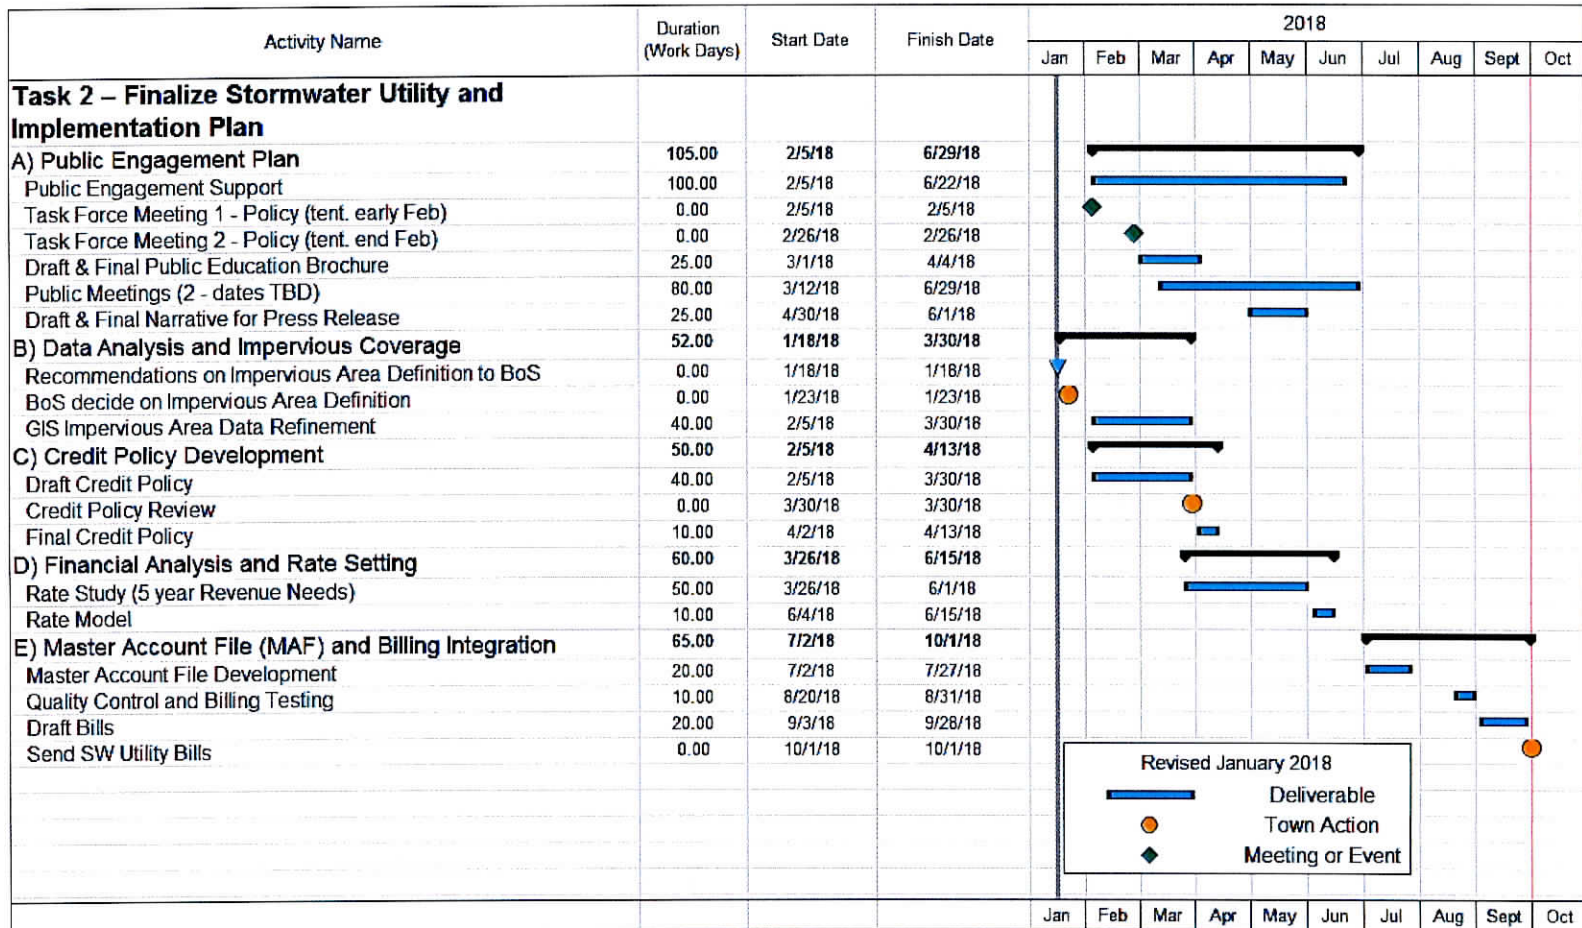 Activity Name Duration (Work Days) Start Date Finish Date 2018
Jan Feb Mar Apr May Jun Jul Aug Sept Oct
Task 2 – Finalize Stormwater Utility and
Implementation Plan
A) Public Engagement Plan 105.00 2/5/18 6/29/18
Public Engagement Support 100.00 2/5/18 6/22/18
Task Force Meeting 1 - Policy (tent. early Feb) 0.00 2/5/18 2/5/18
Task Force Meeting 2 - Policy (tent. end Feb) 0.00 2/26/18 2/26/18
Draft & Final Public Education Brochure 25.00 3/1/18 4/4/18
Public Meetings (2 - dates TBD) 80.00 3/12/18 6/29/18
Draft & Final Narrative for Press Release 25.00 4/30/18 6/1/18
B) Data Analysis and Impervious Coverage 52.00 1/18/18 3/30/18
Recommendations on Impervious Area Definition to BoS 0.00 1/18/18 1/18/18
BoS decide on Impervious Area Definition 0.00 1/23/18 1/23/18
GIS Impervious Area Data Refinement 40.00 2/5/18 3/30/18
C) Credit Policy Development 50.00 2/5/18 4/13/18
Draft Credit Policy 40.00 2/5/18 3/30/18
Credit Policy Review 0.00 3/30/18 3/30/18
Final Credit Policy 10.00 4/2/18 4/13/18
D) Financial Analysis and Rate Setting 60.00 3/26/18 6/15/18
Rate Study (5 year Revenue Needs) 50.00 3/26/18 6/1/18
Rate Model 10.00 6/4/18 6/15/18
E) Master Account File (MAF) and Billing Integration 65.00 7/2/18 10/1/18
Master Account File Development 20.00 7/2/18 7/27/18
Quality Control and Billing Testing 10.00 8/20/18 8/31/18
Draft Bills 20.00 9/3/18 9/28/18
Send SW Utility Bills 0.00 10/1/18 10/1/18
Revised January 2018
Deliverable
Town Action
Meeting or Event
Jan Feb Mar Apr May Jun Jul Aug Sept Oct